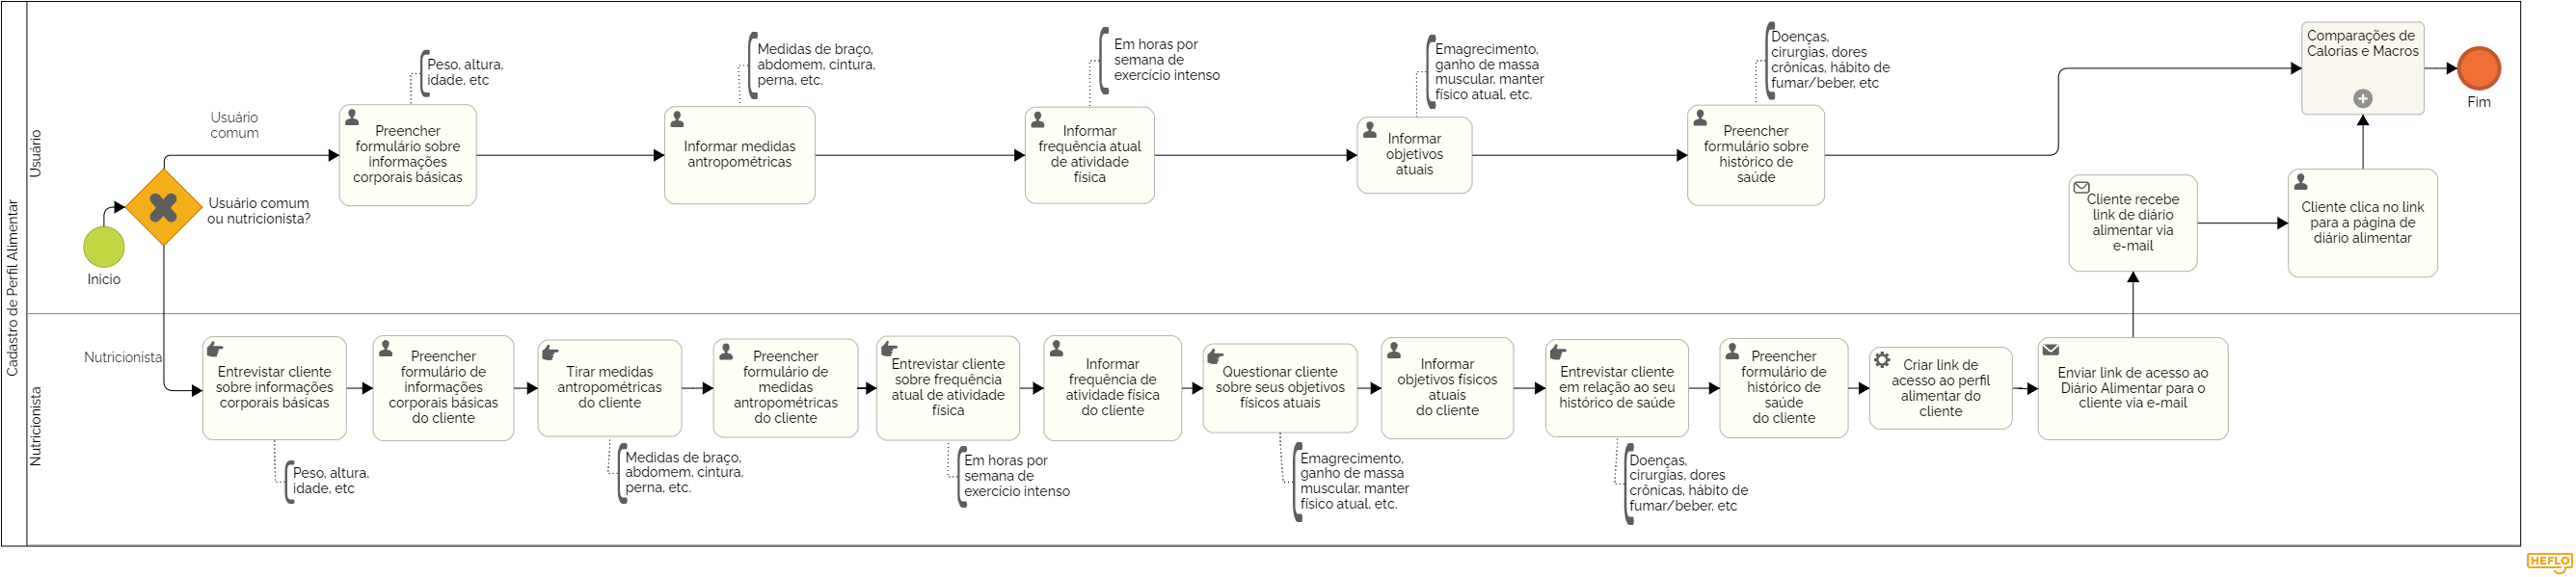 Cadastro de Perfil Alimentar
Usuário
Inicio
Usuário comum
ou nutricionista?
Usuário
comum
Peso, altura,
idade, etc
Preencher
formulário sobre
informações
corporais básicas
Medidas de braço,
abdomem, cintura,
perna, etc.
Informar medidas
antropométricas
Em horas por
semana de
exercício intenso
Informar
frequência atual
de atividade
física
Emagrecimento,
ganho de massa
muscular, manter
físico atual, etc.
Informar
objetivos
atuais
Doenças,
cirurgias, dores
crônicas, hábito de
fumar/beber, etc
Preencher
formulário sobre
histórico de
saúde
Cliente recebe
link de diário
alimentar via
e-mail
Cliente clica no link
para a página de
diário alimentar
Comparações de
Calorias e Macros
Fim
Nutricionista
Nutricionista
Entrevistar cliente
sobre informações
corporais básicas
Peso, altura,
idade, etc
Preencher
formulário de
informações
corporais básicas
do cliente
Tirar medidas
antropométricas
do cliente
Medidas de braço,
abdomem, cintura,
perna, etc.
Preencher
formulário de
medidas
antropométricas
do cliente
Entrevistar cliente
sobre frequência
atual de atividade
física
Em horas por
semana de
exercício intenso
Informar
frequência de
atividade física
do cliente
Questionar cliente
sobre seus objetivos
físicos atuais
Emagrecimento,
ganho de massa
muscular, manter
físico atual, etc.
Informar
objetivos físicos
atuais
do cliente
Entrevistar cliente
em relação ao seu
histórico de saúde
Doenças,
cirurgias, dores
crônicas, hábito de
fumar/beber, etc
Preencher
formulário de
histórico de
saúde
do cliente
Criar link de
acesso ao perfil
alimentar do
cliente
Enviar link de acesso ao
Diário Alimentar para o
cliente via e-mail
HEFLO